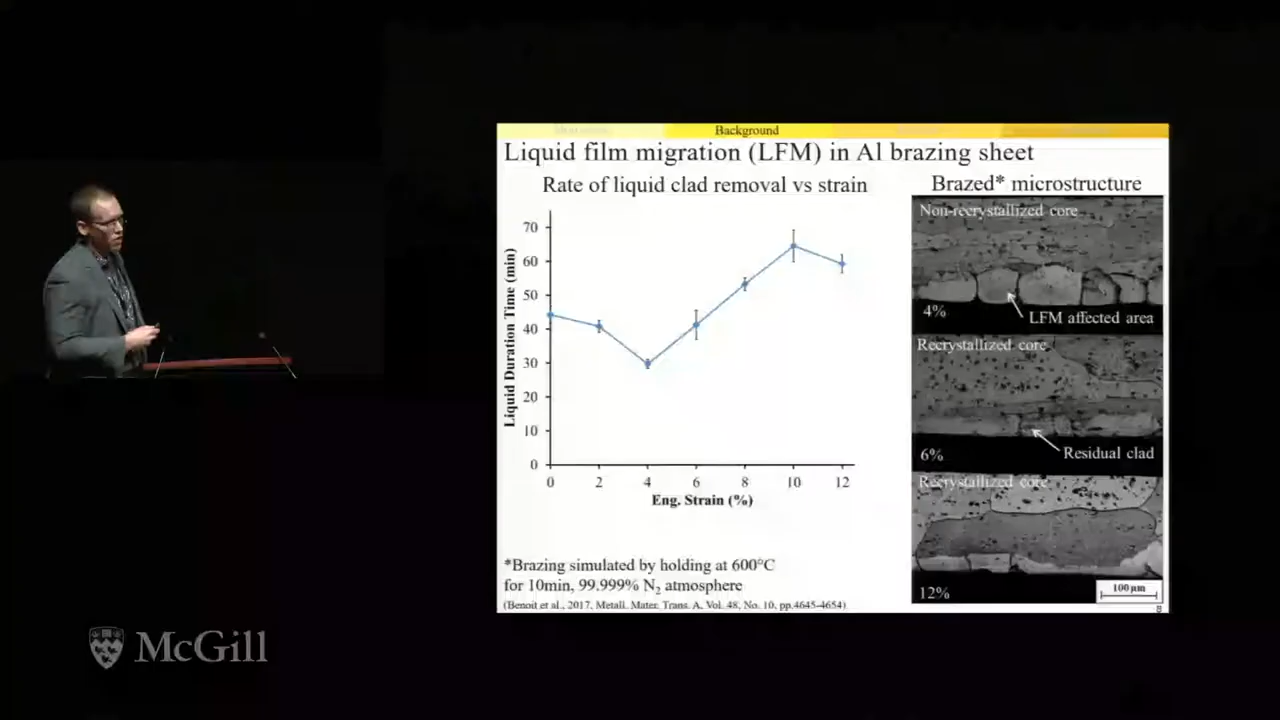 Background
Liquid film migration (LFM) in Al brazing sheet
Rate of liquid clad removal vs strain
Brazed* microstructure
Liquid Duration Time (min)
70
60
50
40
30
20
10
0
0 2 4 6 8 10 12
Eng. Strain (%)
Non-recrystallized core
4%
LFM affected area
Recrystallized core
6%
Residual clad
Recrystallized core
12%
100 µm
*Brazing simulated by holding at 600°C
for 10min, 99.999% N₂ atmosphere
(Benoit et al., 2017, Metall. Mater. Trans. A, Vol. 48, No. 10, pp.4645-4654)
8
McGill